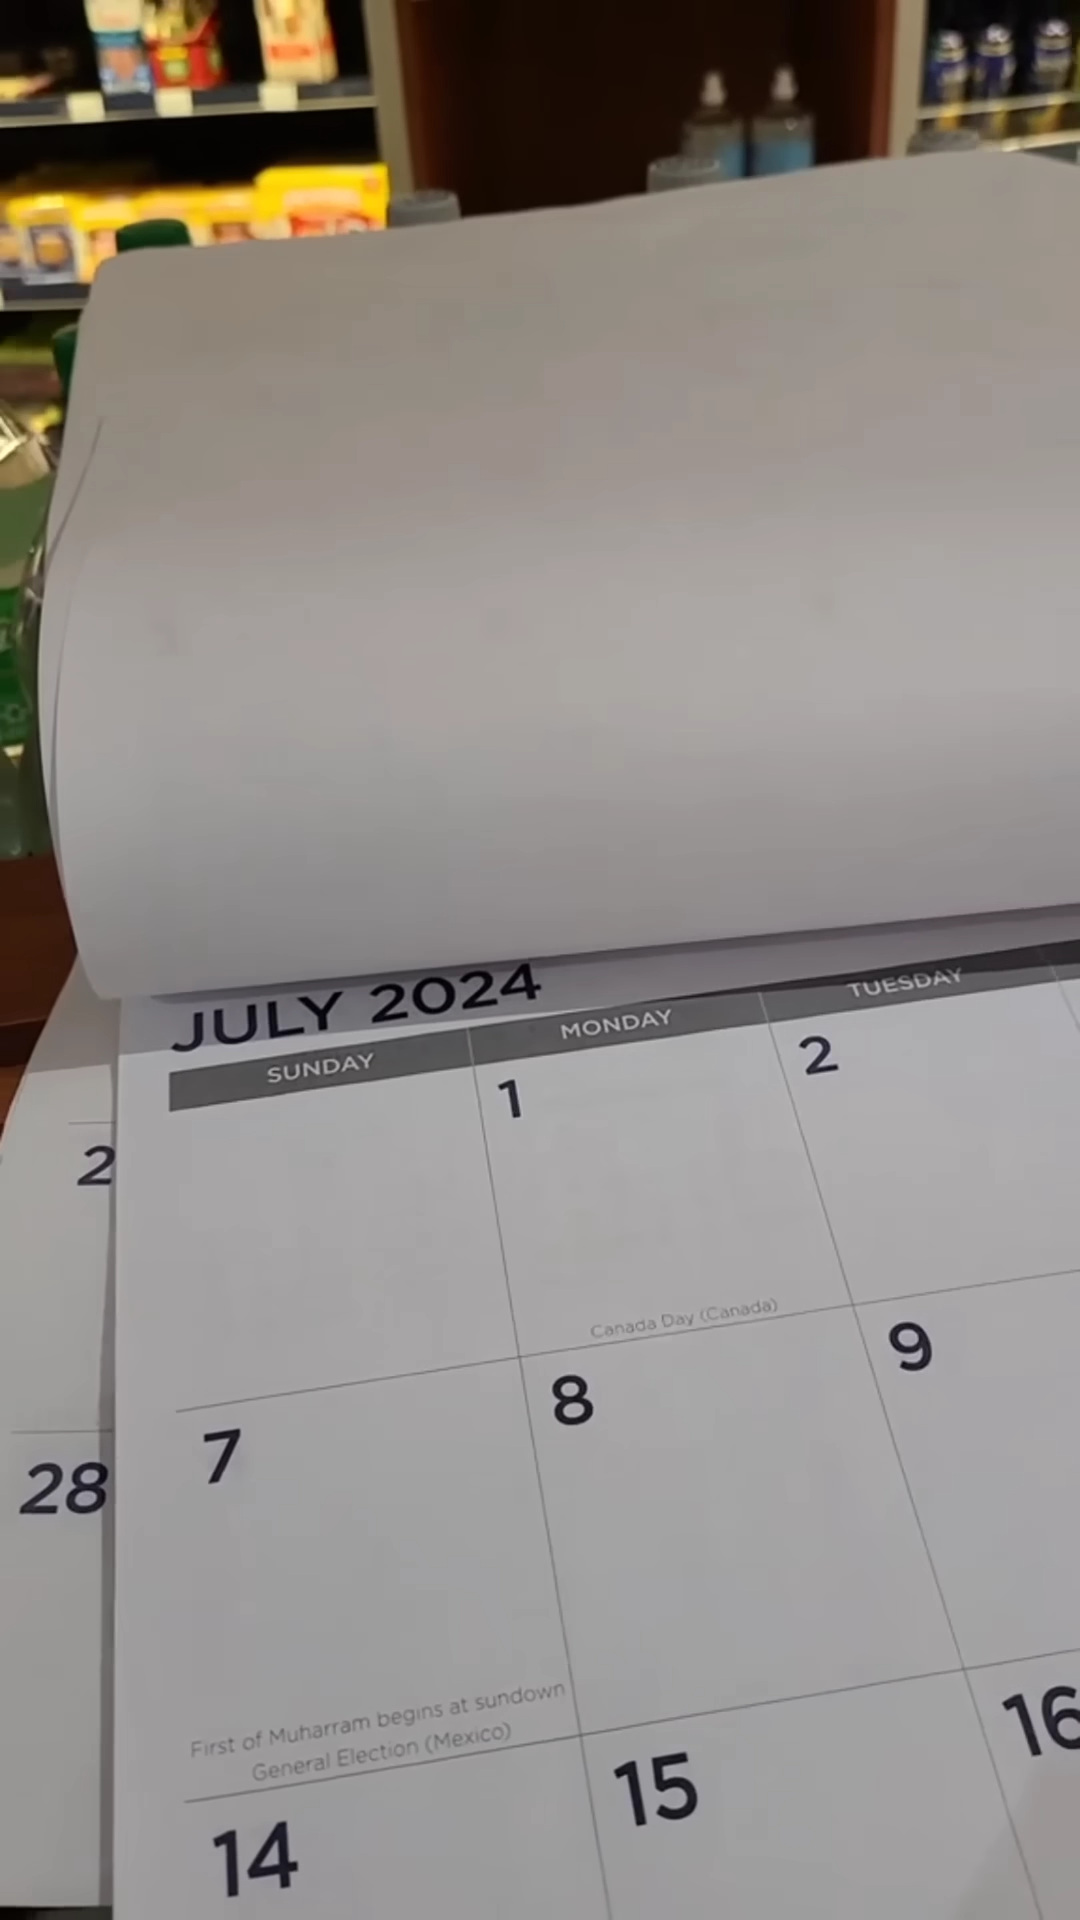 JULY 2024
SUNDAY MONDAY TUESDAY
1 2
Canada Day (Canada)
2
7 8 9
28
First of Muharram begins at sundown
General Election (Mexico)
14 15 16